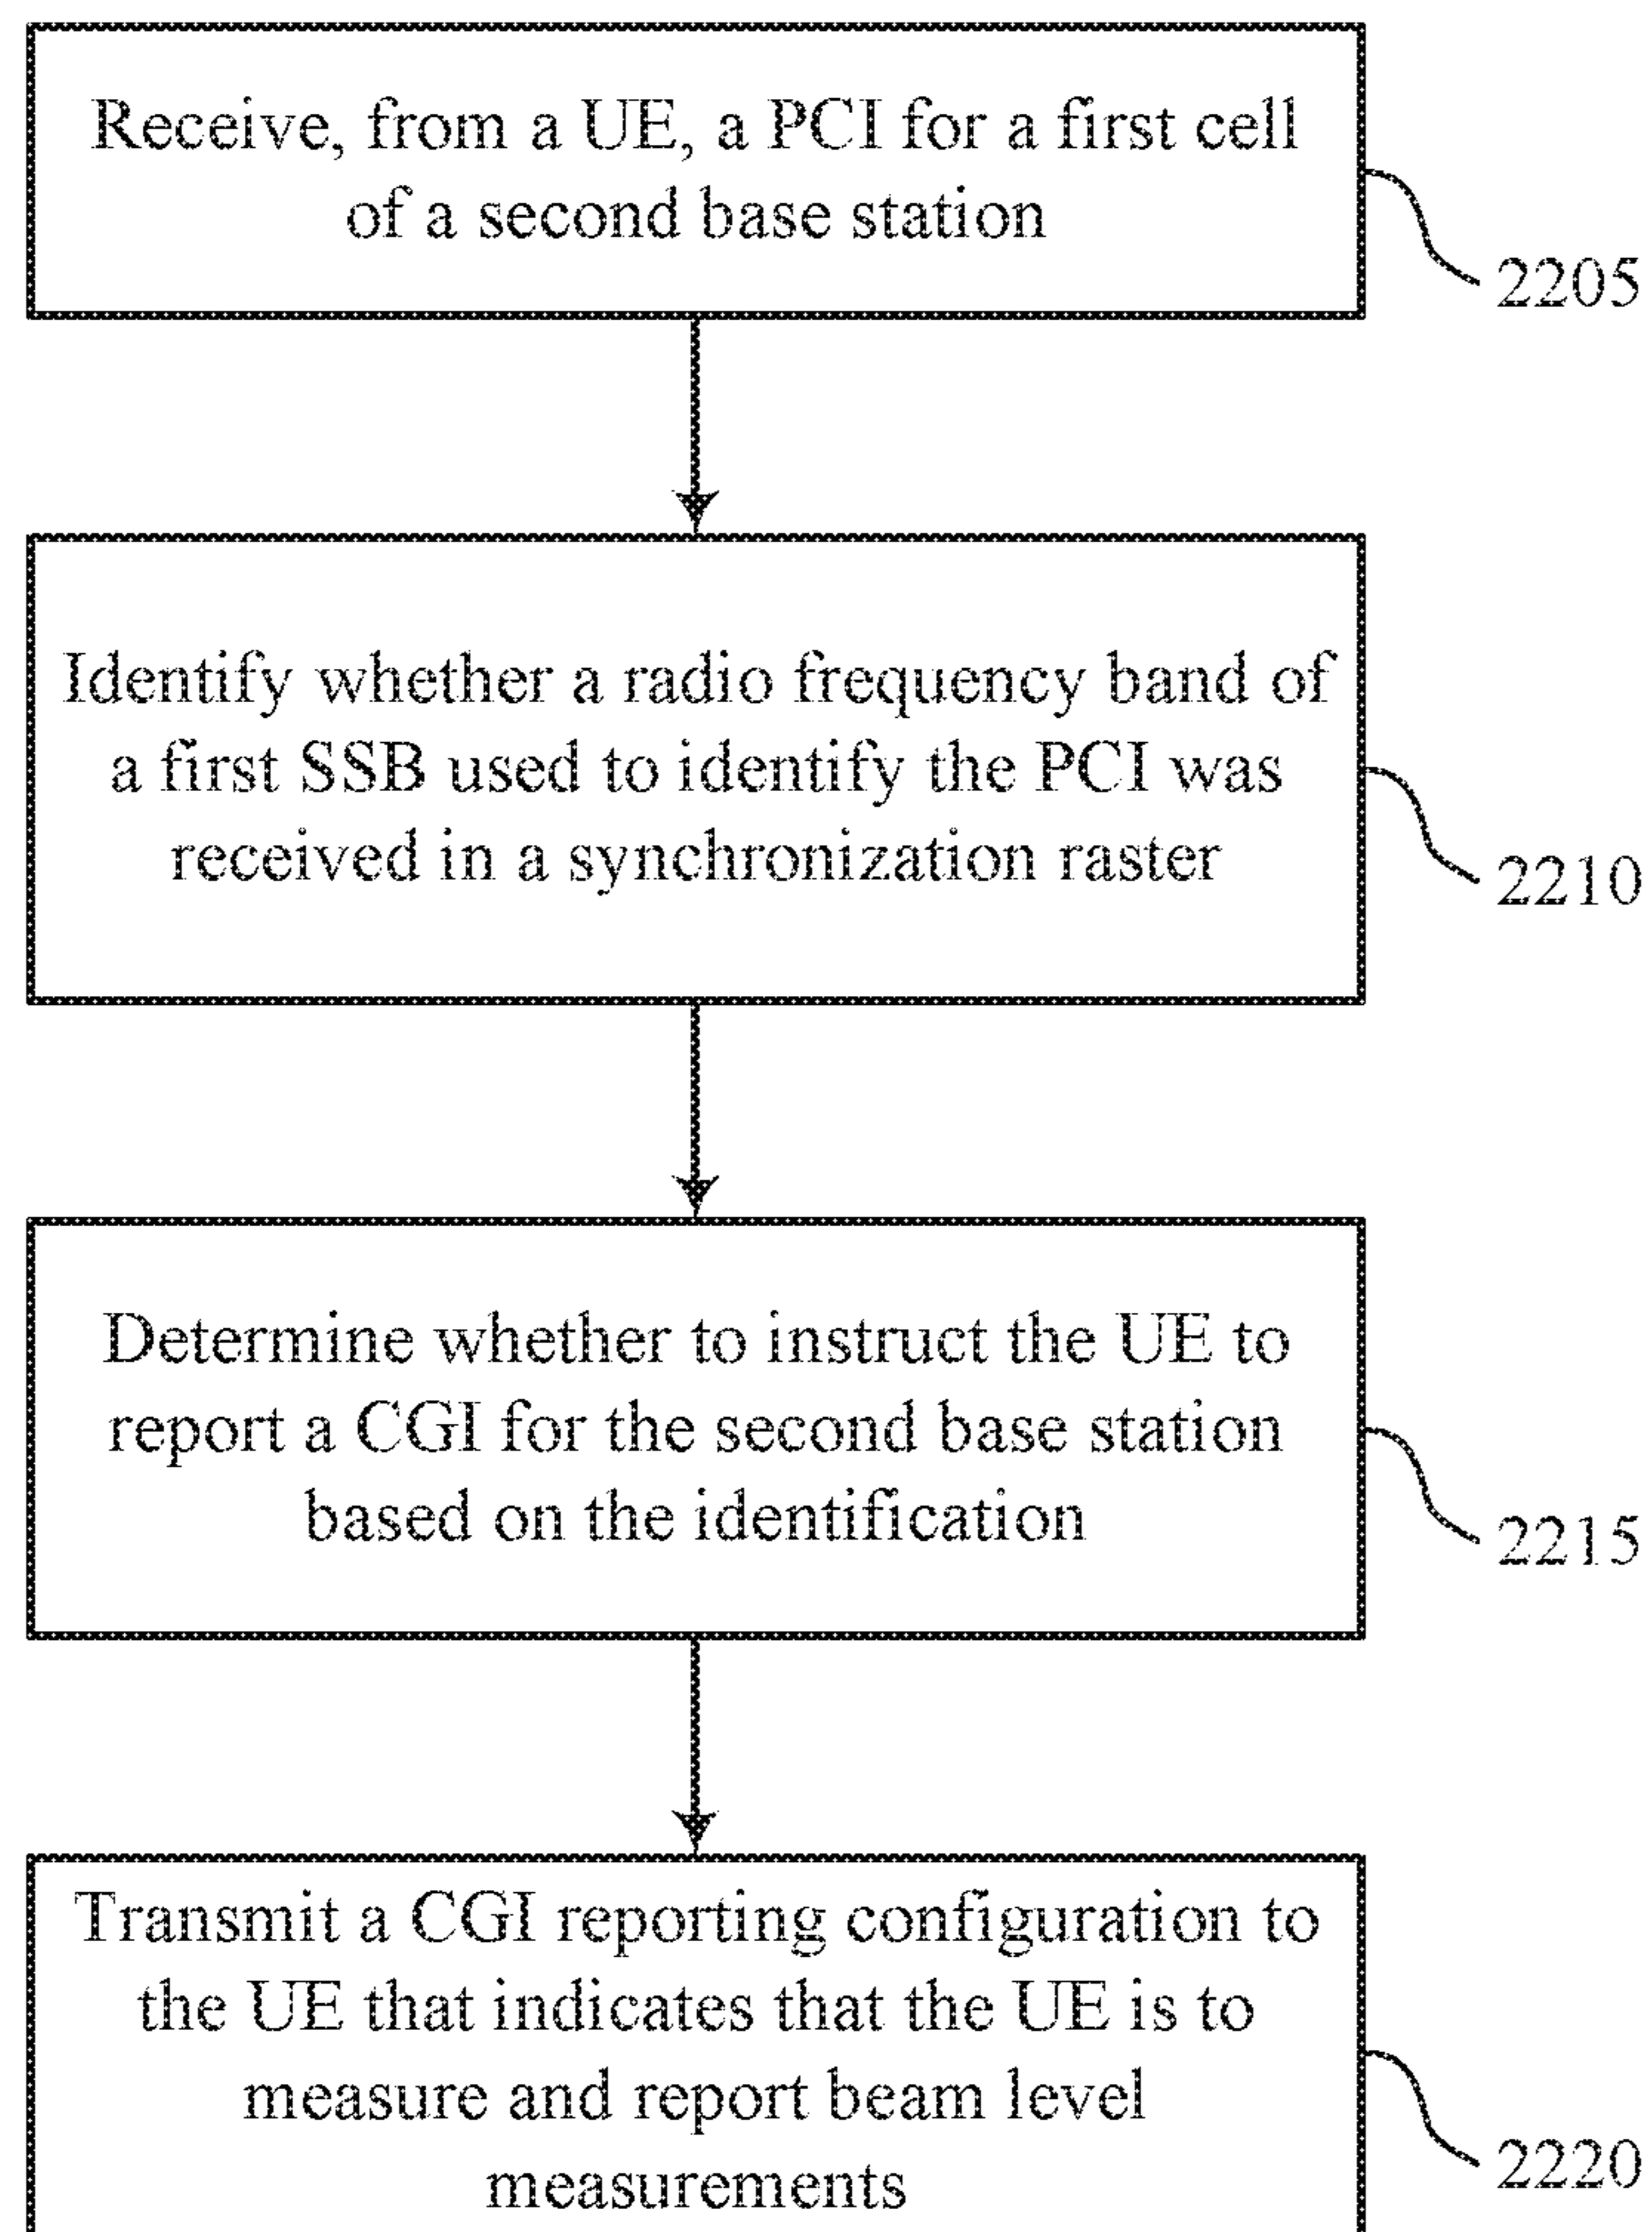 Receive, from a UE, a PCI for a first cell
of a second base station
2205
Identify whether a radio frequency band of
a first SSB used to identify the PCI was
received in a synchronization raster
2210
Determine whether to instruct the UE to
report a CGI for the second base station
based on the identification
2215
Transmit a CGI reporting configuration to
the UE that indicates that the UE is to
measure and report beam level
measurements
2220